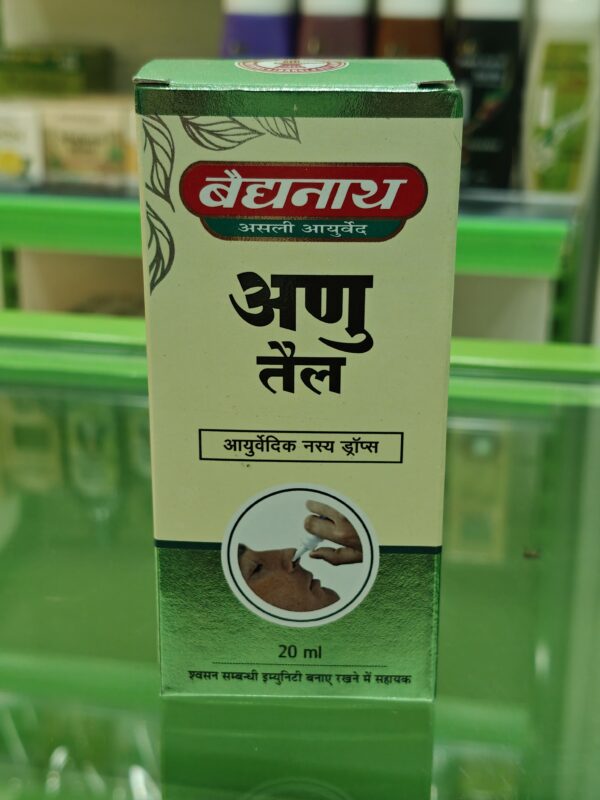 बैद्यनाथ
असली आयुर्वेद
अणु
तैल
आयुर्वेदिक नस्य ड्रॉप्स
20 ml
श्वसन सम्बन्धी इम्युनिटी बनाए रखने में सहायक